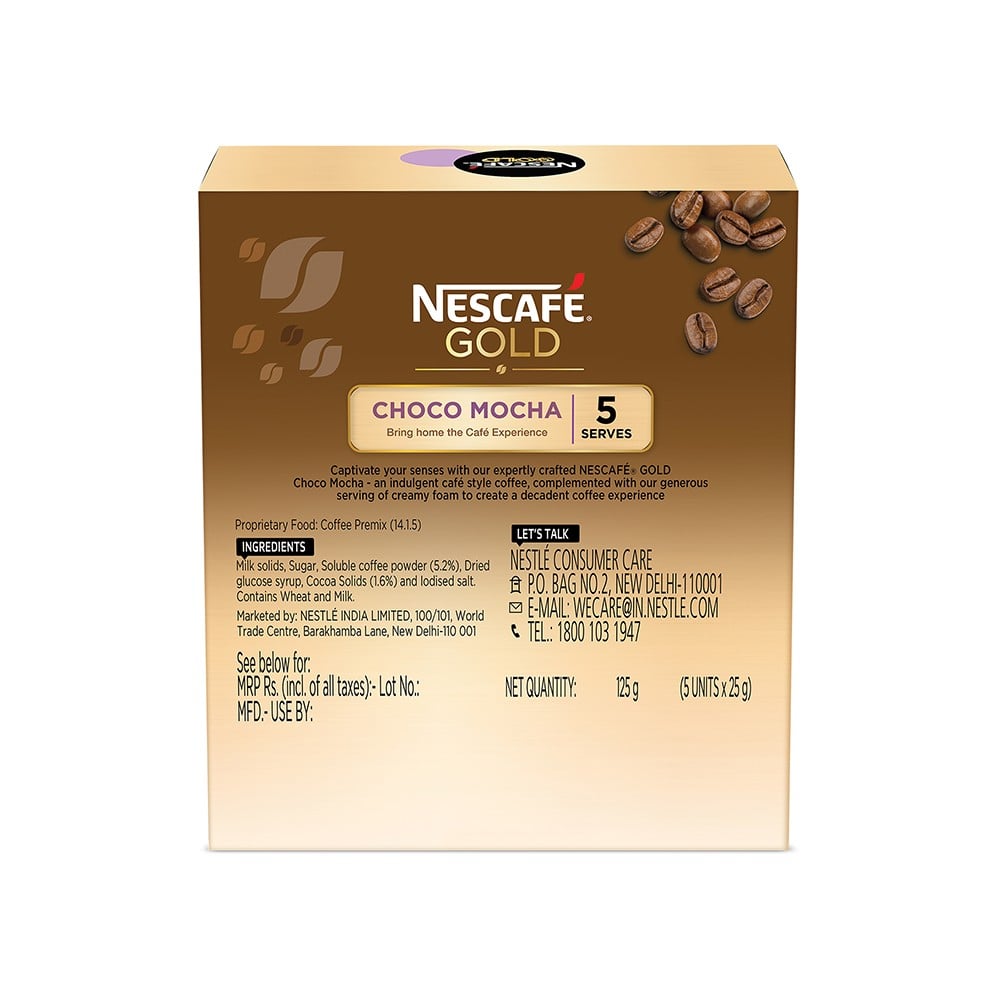 NESCAFÉ
GOLD
NESCAFÉ®
GOLD
CHOCO MOCHA
Bring home the Café Experience
5
SERVES
Captivate your senses with our expertly crafted NESCAFÉ® GOLD
Choco Mocha - an indulgent café style coffee, complemented with our generous
serving of creamy foam to create a decadent coffee experience
Proprietary Food: Coffee Premix (14.1.5)
INGREDIENTS
Milk solids, Sugar, Soluble coffee powder (5.2%), Dried
glucose syrup, Cocoa Solids (1.6%) and Iodised salt.
Contains Wheat and Milk.
Marketed by: NESTLÉ INDIA LIMITED, 100/101, World
Trade Centre, Barakhamba Lane, New Delhi-110 001
See below for:
MRP Rs. (incl. of all taxes):- Lot No.:
MFD.- USE BY:
LET'S TALK
NESTLÉ CONSUMER CARE
P.O. BAG NO.2, NEW DELHI-110001
E-MAIL: WECARE@IN.NESTLE.COM
TEL.: 1800 103 1947
NET QUANTITY: 125 g (5 UNITS x 25 g)